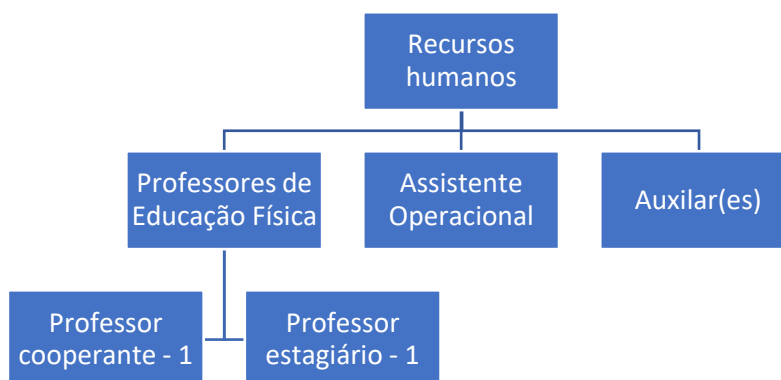 Recursos
humanos
Professores de
Educação Física
Assistente
Operacional
Auxilar(es)
Professor
cooperante - 1
Professor
estagiário - 1